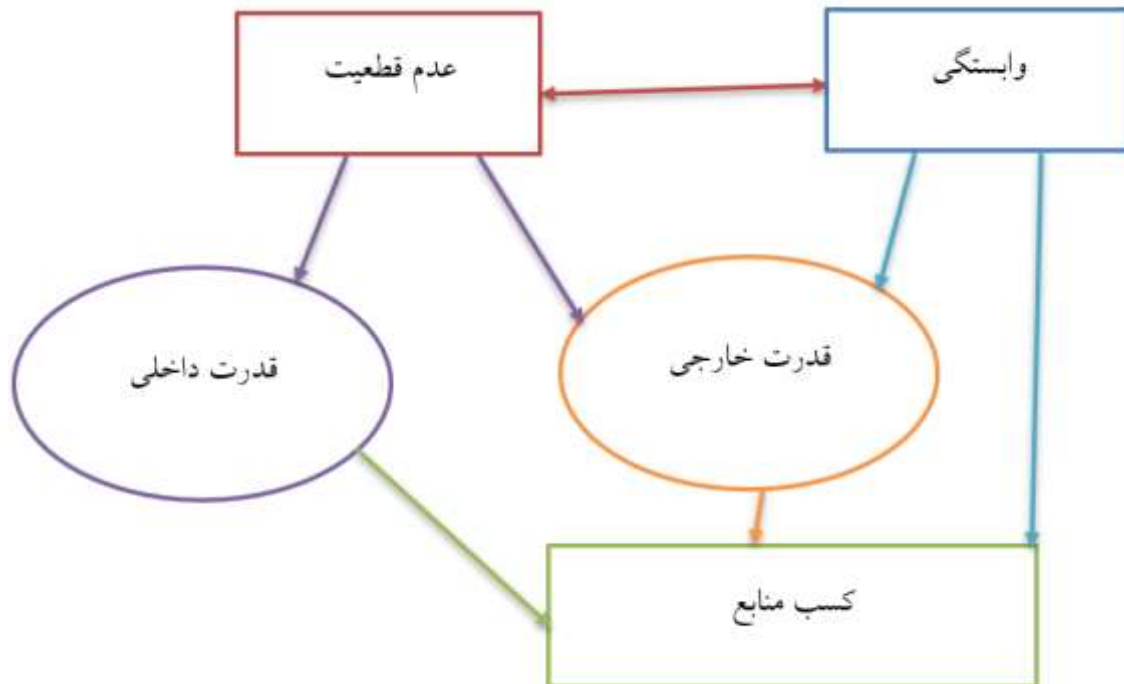 وابستگی
عدم قطعیت
قدرت خارجی
قدرت داخلی
کسب منابع